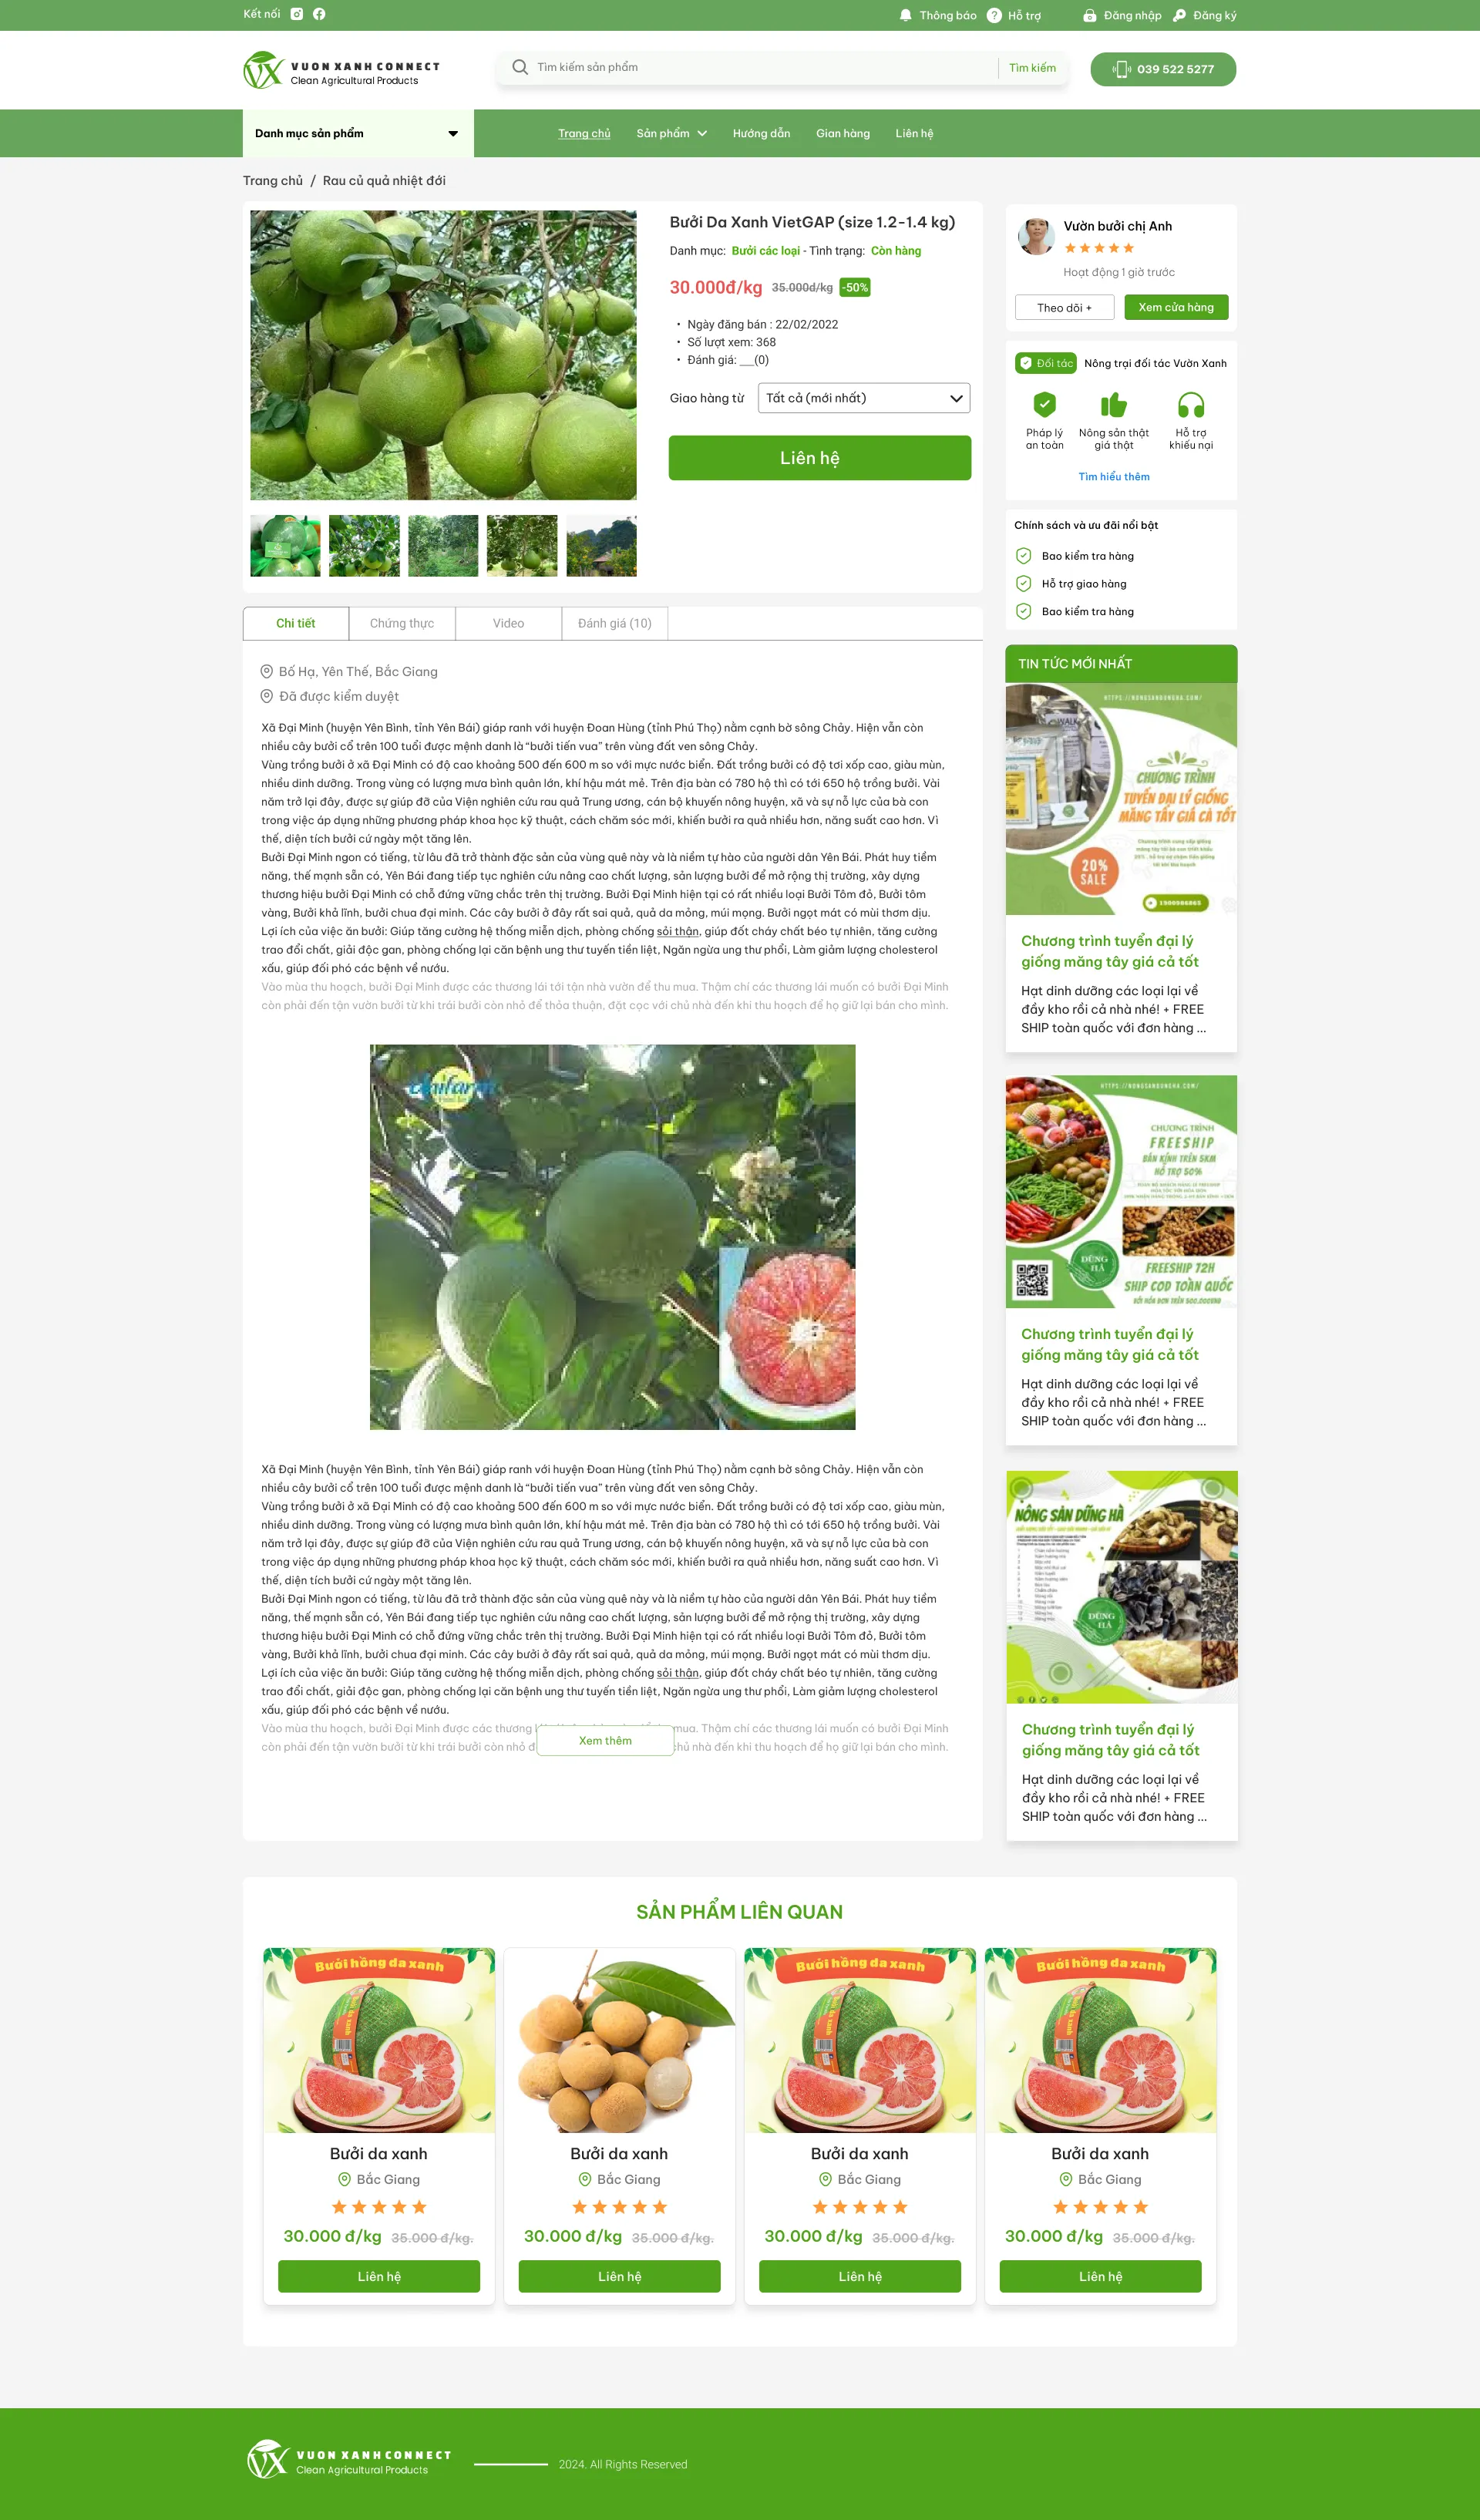 Kết nối
Thông báo
Hỗ trợ
Đăng nhập
Đăng ký
VUON XANH CONNECT
Clean Agricultural Products
Tìm kiếm sản phẩm
Tìm kiếm
039 522 5277
Danh mục sản phẩm
Trang chủ
Sản phẩm
Hướng dẫn
Gian hàng
Liên hệ
Trang chủ / Rau củ quả nhiệt đới
Bưởi Da Xanh VietGAP (size 1.2-1.4 kg)
Danh mục: Bưởi các loại - Tình trạng: Còn hàng
30.000đ/kg 35.000d/kg -50%
• Ngày đăng bán : 22/02/2022
• Số lượt xem: 368
• Đánh giá: __(0)
Giao hàng từ
Tất cả (mới nhất)
Liên hệ
Vườn bưởi chị Anh
Hoạt động 1 giờ trước
Theo dõi +
Xem cửa hàng
Đối tác
Nông trại đối tác Vườn Xanh
Pháp lý
an toàn
Nông sản thật
giá thật
Hỗ trợ
khiếu nại
Tìm hiểu thêm
Chính sách và ưu đãi nổi bật
Bao kiểm tra hàng
Hỗ trợ giao hàng
Bao kiểm tra hàng
Chi tiết
Chứng thực
Video
Đánh giá (10)
Bố Hạ, Yên Thế, Bắc Giang
Đã được kiểm duyệt
Xã Đại Minh (huyện Yên Bình, tỉnh Yên Bái) giáp ranh với huyện Đoan Hùng (tỉnh Phú Thọ) nằm cạnh bờ sông Chảy. Hiện vẫn còn
nhiều cây bưởi cổ trên 100 tuổi được mệnh danh là “bưởi tiến vua” trên vùng đất ven sông Chảy.
Vùng trồng bưởi ở xã Đại Minh có độ cao khoảng 500 đến 600 m so với mực nước biển. Đất trồng bưởi có độ tơi xốp cao, giàu mùn,
nhiều dinh dưỡng. Trong vùng có lượng mưa bình quân lớn, khí hậu mát mẻ. Trên địa bàn có 780 hộ thì có tới 650 hộ trồng bưởi. Vài
năm trở lại đây, được sự giúp đỡ của Viện nghiên cứu rau quả Trung ương, cán bộ khuyến nông huyện, xã và sự nỗ lực của bà con
trong việc áp dụng những phương pháp khoa học kỹ thuật, cách chăm sóc mới, khiến bưởi ra quả nhiều hơn, năng suất cao hơn. Vì
thế, diện tích bưởi cứ ngày một tăng lên.
Bưởi Đại Minh ngon có tiếng, từ lâu đã trở thành đặc sản của vùng quê này và là niềm tự hào của người dân Yên Bái. Phát huy tiềm
năng, thế mạnh sẵn có, Yên Bái đang tiếp tục nghiên cứu nâng cao chất lượng, sản lượng bưởi để mở rộng thị trường, xây dựng
thương hiệu bưởi Đại Minh có chỗ đứng vững chắc trên thị trường. Bưởi Đại Minh hiện tại có rất nhiều loại Bưởi Tôm đỏ, Bưởi tôm
vàng, Bưởi khả lĩnh, bưởi chua đại minh. Các cây bưởi ở đây rất sai quả, quả da mỏng, múi mọng. Bưởi ngọt mát có mùi thơm dịu.
Lợi ích của việc ăn bưởi: Giúp tăng cường hệ thống miễn dịch, phòng chống sỏi thận, giúp đốt cháy chất béo tự nhiên, tăng cường
trao đổi chất, giải độc gan, phòng chống lại căn bệnh ung thư tuyến tiền liệt, Ngăn ngừa ung thư phổi, Làm giảm lượng cholesterol
xấu, giúp đối phó các bệnh về nướu.
Vào mùa thu hoạch, bưởi Đại Minh được các thương lái tới tận nhà vườn để thu mua. Thậm chí các thương lái muốn có bưởi Đại Minh
còn phải đến tận vườn bưởi từ khi trái bưởi còn nhỏ để thỏa thuận, đặt cọc với chủ nhà đến khi thu hoạch để họ giữ lại bán cho mình.
Xã Đại Minh (huyện Yên Bình, tỉnh Yên Bái) giáp ranh với huyện Đoan Hùng (tỉnh Phú Thọ) nằm cạnh bờ sông Chảy. Hiện vẫn còn
nhiều cây bưởi cổ trên 100 tuổi được mệnh danh là “bưởi tiến vua” trên vùng đất ven sông Chảy.
Vùng trồng bưởi ở xã Đại Minh có độ cao khoảng 500 đến 600 m so với mực nước biển. Đất trồng bưởi có độ tơi xốp cao, giàu mùn,
nhiều dinh dưỡng. Trong vùng có lượng mưa bình quân lớn, khí hậu mát mẻ. Trên địa bàn có 780 hộ thì có tới 650 hộ trồng bưởi. Vài
năm trở lại đây, được sự giúp đỡ của Viện nghiên cứu rau quả Trung ương, cán bộ khuyến nông huyện, xã và sự nỗ lực của bà con
trong việc áp dụng những phương pháp khoa học kỹ thuật, cách chăm sóc mới, khiến bưởi ra quả nhiều hơn, năng suất cao hơn. Vì
thế, diện tích bưởi cứ ngày một tăng lên.
Bưởi Đại Minh ngon có tiếng, từ lâu đã trở thành đặc sản của vùng quê này và là niềm tự hào của người dân Yên Bái. Phát huy tiềm
năng, thế mạnh sẵn có, Yên Bái đang tiếp tục nghiên cứu nâng cao chất lượng, sản lượng bưởi để mở rộng thị trường, xây dựng
thương hiệu bưởi Đại Minh có chỗ đứng vững chắc trên thị trường. Bưởi Đại Minh hiện tại có rất nhiều loại Bưởi Tôm đỏ, Bưởi tôm
vàng, Bưởi khả lĩnh, bưởi chua đại minh. Các cây bưởi ở đây rất sai quả, quả da mỏng, múi mọng. Bưởi ngọt mát có mùi thơm dịu.
Lợi ích của việc ăn bưởi: Giúp tăng cường hệ thống miễn dịch, phòng chống sỏi thận, giúp đốt cháy chất béo tự nhiên, tăng cường
trao đổi chất, giải độc gan, phòng chống lại căn bệnh ung thư tuyến tiền liệt, Ngăn ngừa ung thư phổi, Làm giảm lượng cholesterol
xấu, giúp đối phó các bệnh về nướu.
Vào mùa thu hoạch, bưởi Đại Minh được các thương mua. Thậm chí các thương lái muốn có bưởi Đại Minh
còn phải đến tận vườn bưởi từ khi trái bưởi còn nhỏ chủ nhà đến khi thu hoạch để họ giữ lại bán cho mình.
Xem thêm
TIN TỨC MỚI NHẤT
HTTPS://NONGSANDUNGHA.COM/
CHƯƠNG TRÌNH
TUYỂN ĐẠI LÝ GIỐNG
MĂNG TÂY GIÁ CẢ TỐT
20%
SALE
1900986865
Chương trình tuyển đại lý
giống măng tây giá cả tốt
Hạt dinh dưỡng các loại lại về
đầy kho rồi cả nhà nhé! + FREE
SHIP toàn quốc với đơn hàng ...
HTTPS://NONGSANDUNGHA.COM/
CHƯƠNG TRÌNH
FREESHIP
BÁN KÍNH TRÊN 5KM
HỖ TRỢ 50%
DŨNG
HÀ
FREESHIP 72H
SHIP COD TOÀN QUỐC
VỚI HÓA ĐƠN TRÊN 500.000VND
Chương trình tuyển đại lý
giống măng tây giá cả tốt
Hạt dinh dưỡng các loại lại về
đầy kho rồi cả nhà nhé! + FREE
SHIP toàn quốc với đơn hàng ...
NÔNG SẢN DŨNG HÀ
DŨNG
HÀ
Chương trình tuyển đại lý
giống măng tây giá cả tốt
Hạt dinh dưỡng các loại lại về
đầy kho rồi cả nhà nhé! + FREE
SHIP toàn quốc với đơn hàng ...
SẢN PHẨM LIÊN QUAN
Bưởi hồng da xanh
Bưởi da xanh
Bắc Giang
30.000 đ/kg 35.000 đ/kg.
Liên hệ
Bưởi da xanh
Bắc Giang
30.000 đ/kg 35.000 đ/kg.
Liên hệ
Bưởi hồng da xanh
Bưởi da xanh
Bắc Giang
30.000 đ/kg 35.000 đ/kg.
Liên hệ
Bưởi hồng da xanh
Bưởi da xanh
Bắc Giang
30.000 đ/kg 35.000 đ/kg.
Liên hệ
VUON XANH CONNECT
Clean Agricultural Products
2024. All Rights Reserved